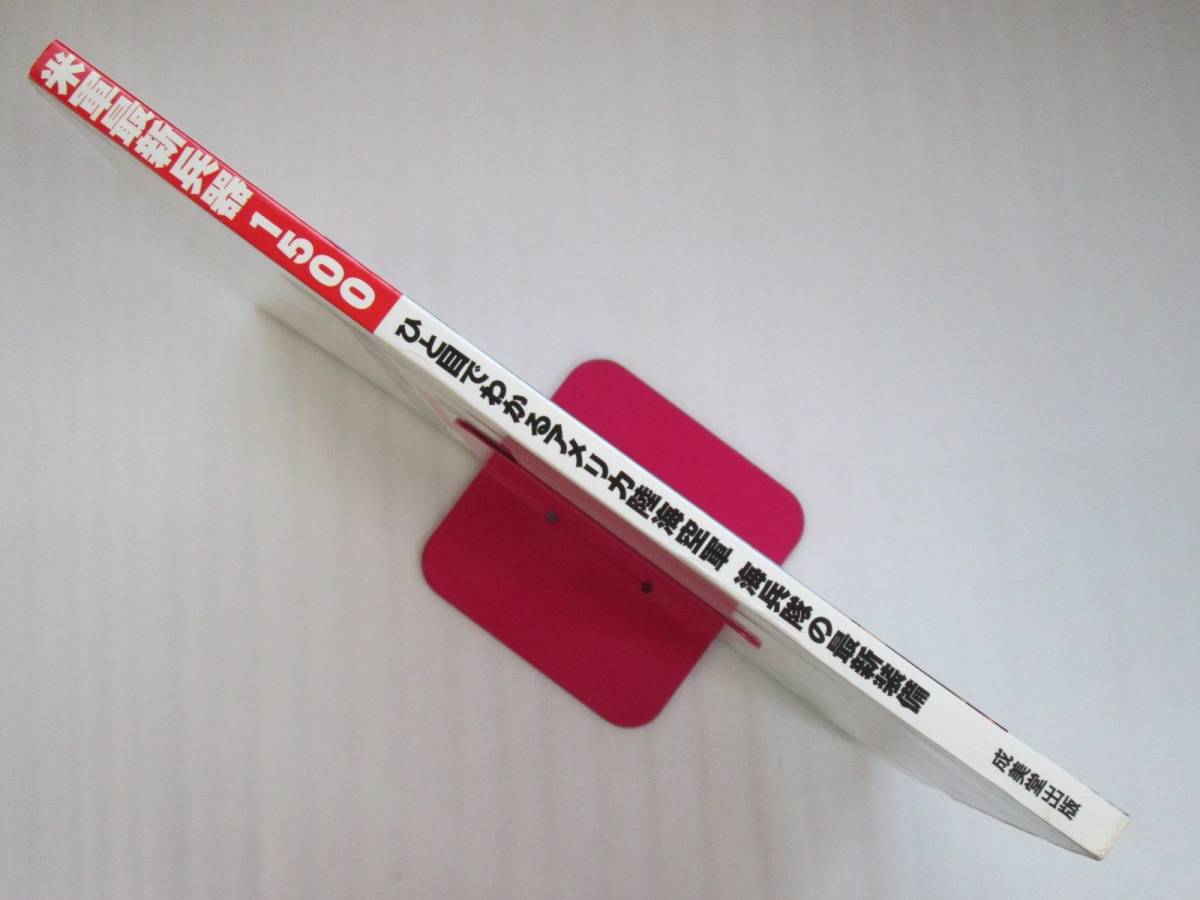 米軍最新兵器1500
ひと目でわかるアメリカ陸海空軍 海兵隊の最新装備
成美堂出版